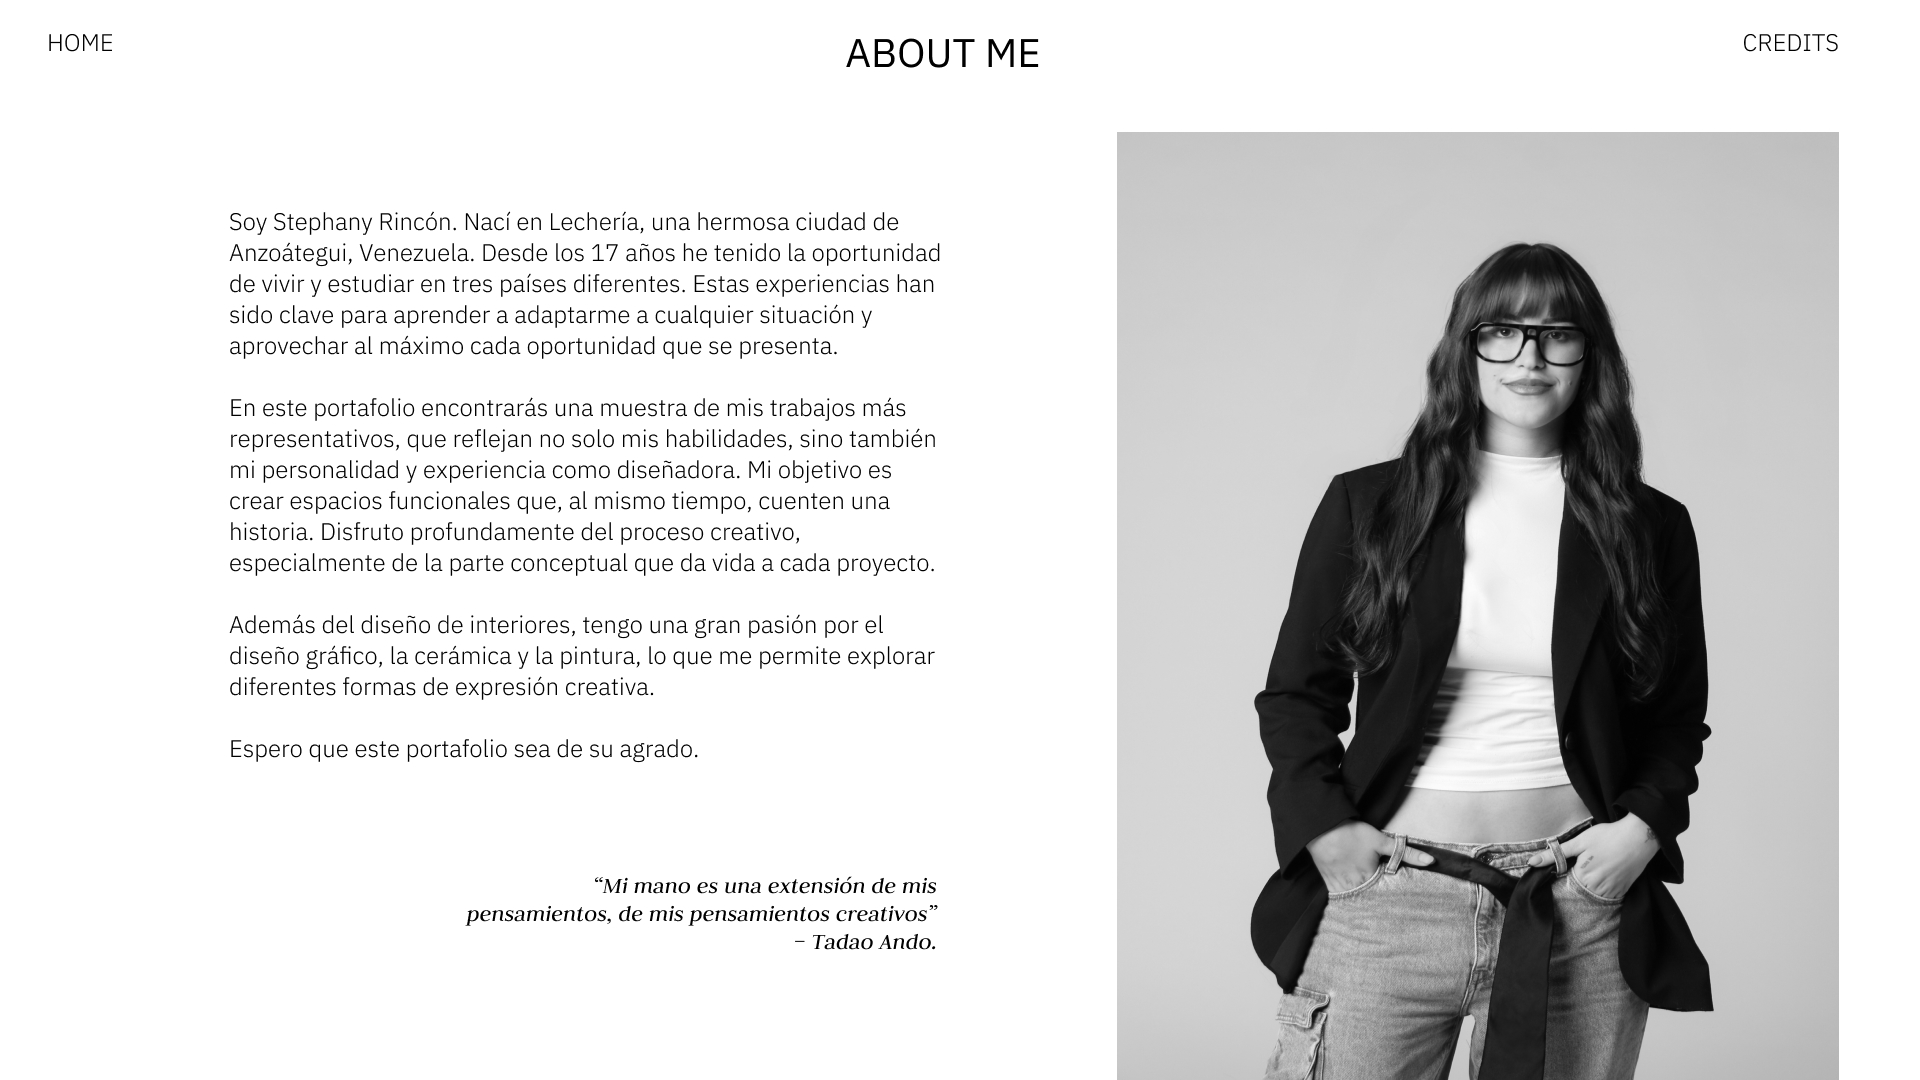 HOME
ABOUT ME
CREDITS
Soy Stephany Rincón. Nací en Lechería, una hermosa ciudad de
Anzoátegui, Venezuela. Desde los 17 años he tenido la oportunidad
de vivir y estudiar en tres países diferentes. Estas experiencias han
sido clave para aprender a adaptarme a cualquier situación y
aprovechar al máximo cada oportunidad que se presenta.
En este portafolio encontrarás una muestra de mis trabajos más
representativos, que reflejan no solo mis habilidades, sino también
mi personalidad y experiencia como diseñadora. Mi objetivo es
crear espacios funcionales que, al mismo tiempo, cuenten una
historia. Disfruto profundamente del proceso creativo,
especialmente de la parte conceptual que da vida a cada proyecto.
Además del diseño de interiores, tengo una gran pasión por el
diseño gráfico, la cerámica y la pintura, lo que me permite explorar
diferentes formas de expresión creativa.
Espero que este portafolio sea de su agrado.
“Mi mano es una extensión de mis
pensamientos, de mis pensamientos creativos”
– Tadao Ando.